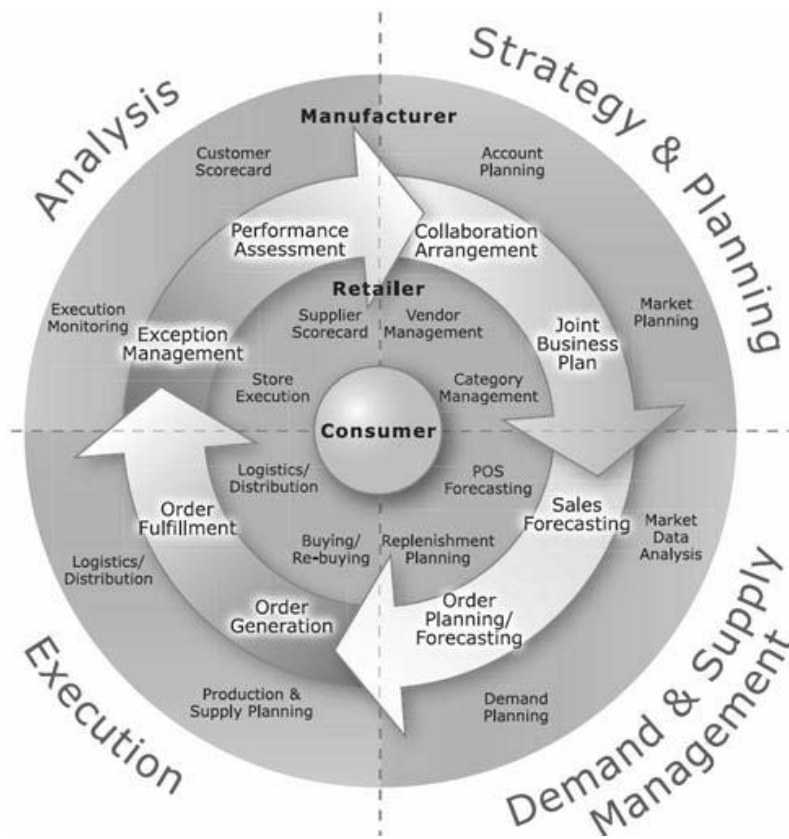 Strategy & Planning
Analysis
Manufacturer
Customer
Scorecard
Account
Planning
Performance
Assessment
Collaboration
Arrangement
Retailer
Execution
Monitoring
Exception
Management
Supplier
Scorecard
Vendor
Management
Market
Planning
Joint
Business
Plan
Store
Execution
Category
Management
Consumer
Logistics/
Distribution
POS
Forecasting
Order
Fulfillment
Sales
Forecasting
Market
Data
Analysis
Logistics/
Distribution
Buying/
Re-buying
Replenishment
Planning
Order
Generation
Order
Planning/
Forecasting
Production &
Supply Planning
Demand
Planning
Execution
Demand & Supply
Management